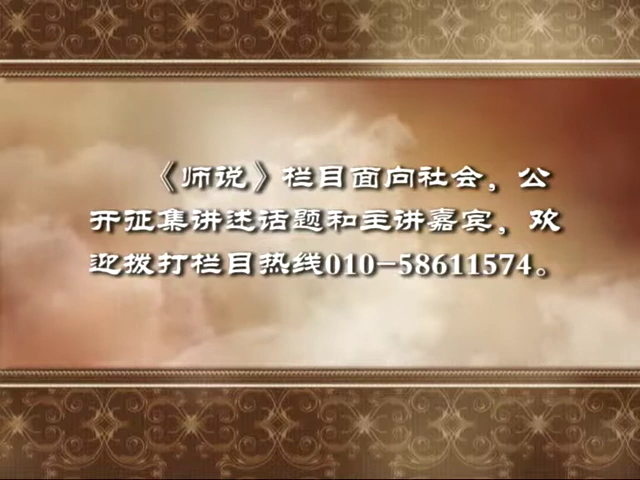 《师说》栏目面向社会，公
开征集讲述话题和主讲嘉宾，欢
迎拨打栏目热线010-58611574。